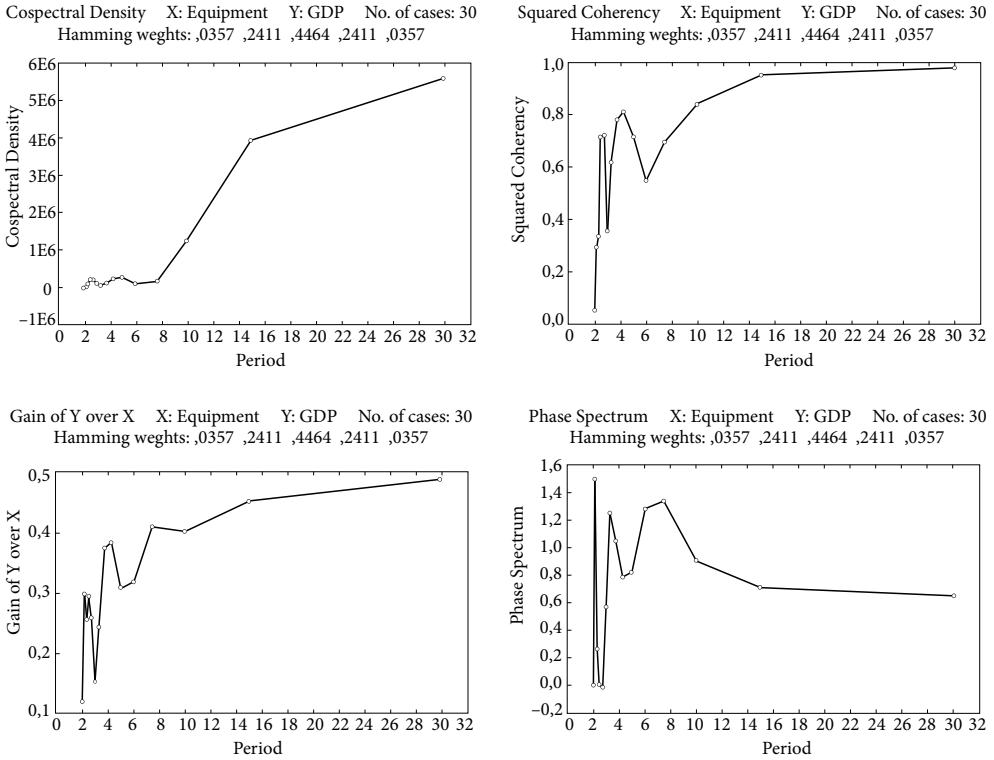 Cospectral Density X: Equipment Y: GDP No. of cases: 30
Hamming weghts: ,0357 ,2411 ,4464 ,2411 ,0357
Cospectral Density
6E6
5E6
4E6
3E6
2E6
1E6
0
–1E6
0 2 4 6 8 10 12 14 16 18 20 22 24 26 28 30 32
Period
Squared Coherency X: Equipment Y: GDP No. of cases: 30
Hamming weghts: ,0357 ,2411 ,4464 ,2411 ,0357
Squared Coherency
1,0
0,8
0,6
0,4
0,2
0,0
0 2 4 6 8 10 12 14 16 18 20 22 24 26 28 30 32
Period
Gain of Y over X X: Equipment Y: GDP No. of cases: 30
Hamming weghts: ,0357 ,2411 ,4464 ,2411 ,0357
Gain of Y over X
0,5
0,4
0,3
0,2
0,1
0 2 4 6 8 10 12 14 16 18 20 22 24 26 28 30 32
Period
Phase Spectrum X: Equipment Y: GDP No. of cases: 30
Hamming weghts: ,0357 ,2411 ,4464 ,2411 ,0357
Phase Spectrum
1,6
1,4
1,2
1,0
0,8
0,6
0,4
0,2
0,0
–0,2
0 2 4 6 8 10 12 14 16 18 20 22 24 26 28 30 32
Period